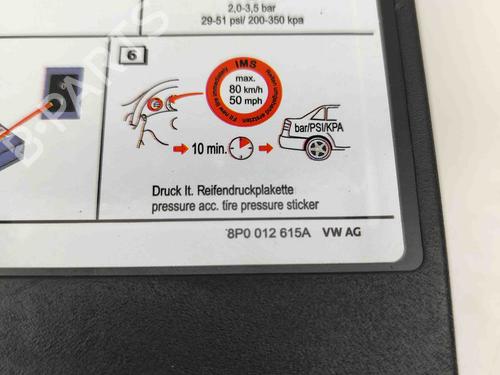 2,0-3,5 bar
29-51 psi/ 200-350 kpa
6
IMS
max.
80 km/h
50 mph
10 min.
bar/PSI/KPA
Druck lt. Reifendruckplakette
pressure acc. tire pressure sticker
8P0 012 615A VW AG
B-PARTS